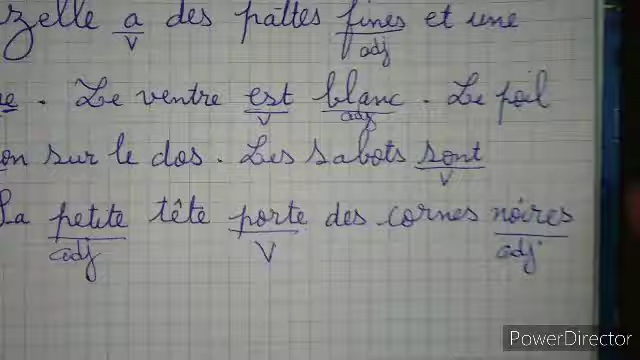 zelle a des pattes fines et une
V adj
e. Le ventre est blanc. Le poil
V adj
on sur le dos. Les sabots sont
V
La petite tête porte des cornes noires
adj V adj
PowerDirector